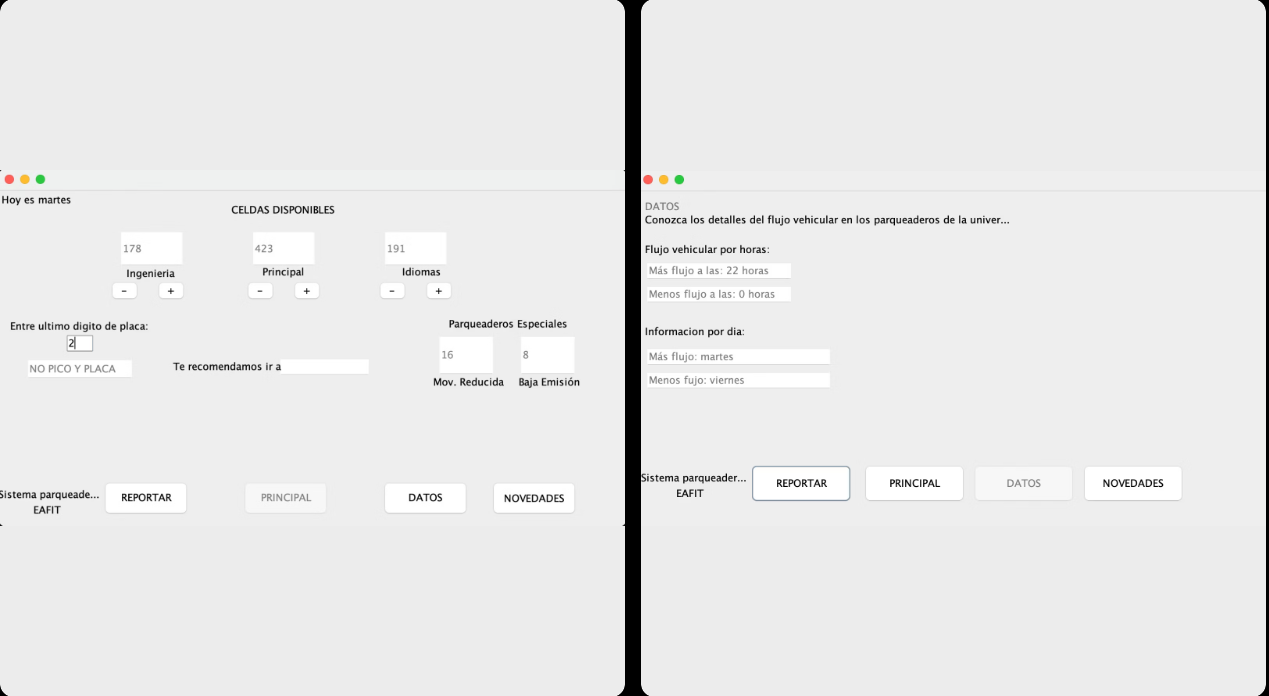 Hoy es martes
CELDAS DISPONIBLES
178
423
191
Ingenieria
Principal
Idiomas
-
+
-
+
-
+
Entre ultimo digito de placa:
2
NO PICO Y PLACA
Te recomendamos ir a
Parqueaderos Especiales
16
8
Mov. Reducida
Baja Emisión
Sistema parqueade...
EAFIT
REPORTAR
PRINCIPAL
DATOS
NOVEDADES
DATOS
Conozca los detalles del flujo vehicular en los parqueaderos de la univer...
Flujo vehicular por horas:
Más flujo a las: 22 horas
Menos flujo a las: 0 horas
Informacion por dia:
Más flujo: martes
Menos fujo: viernes
Sistema parqueader...
EAFIT
REPORTAR
PRINCIPAL
DATOS
NOVEDADES